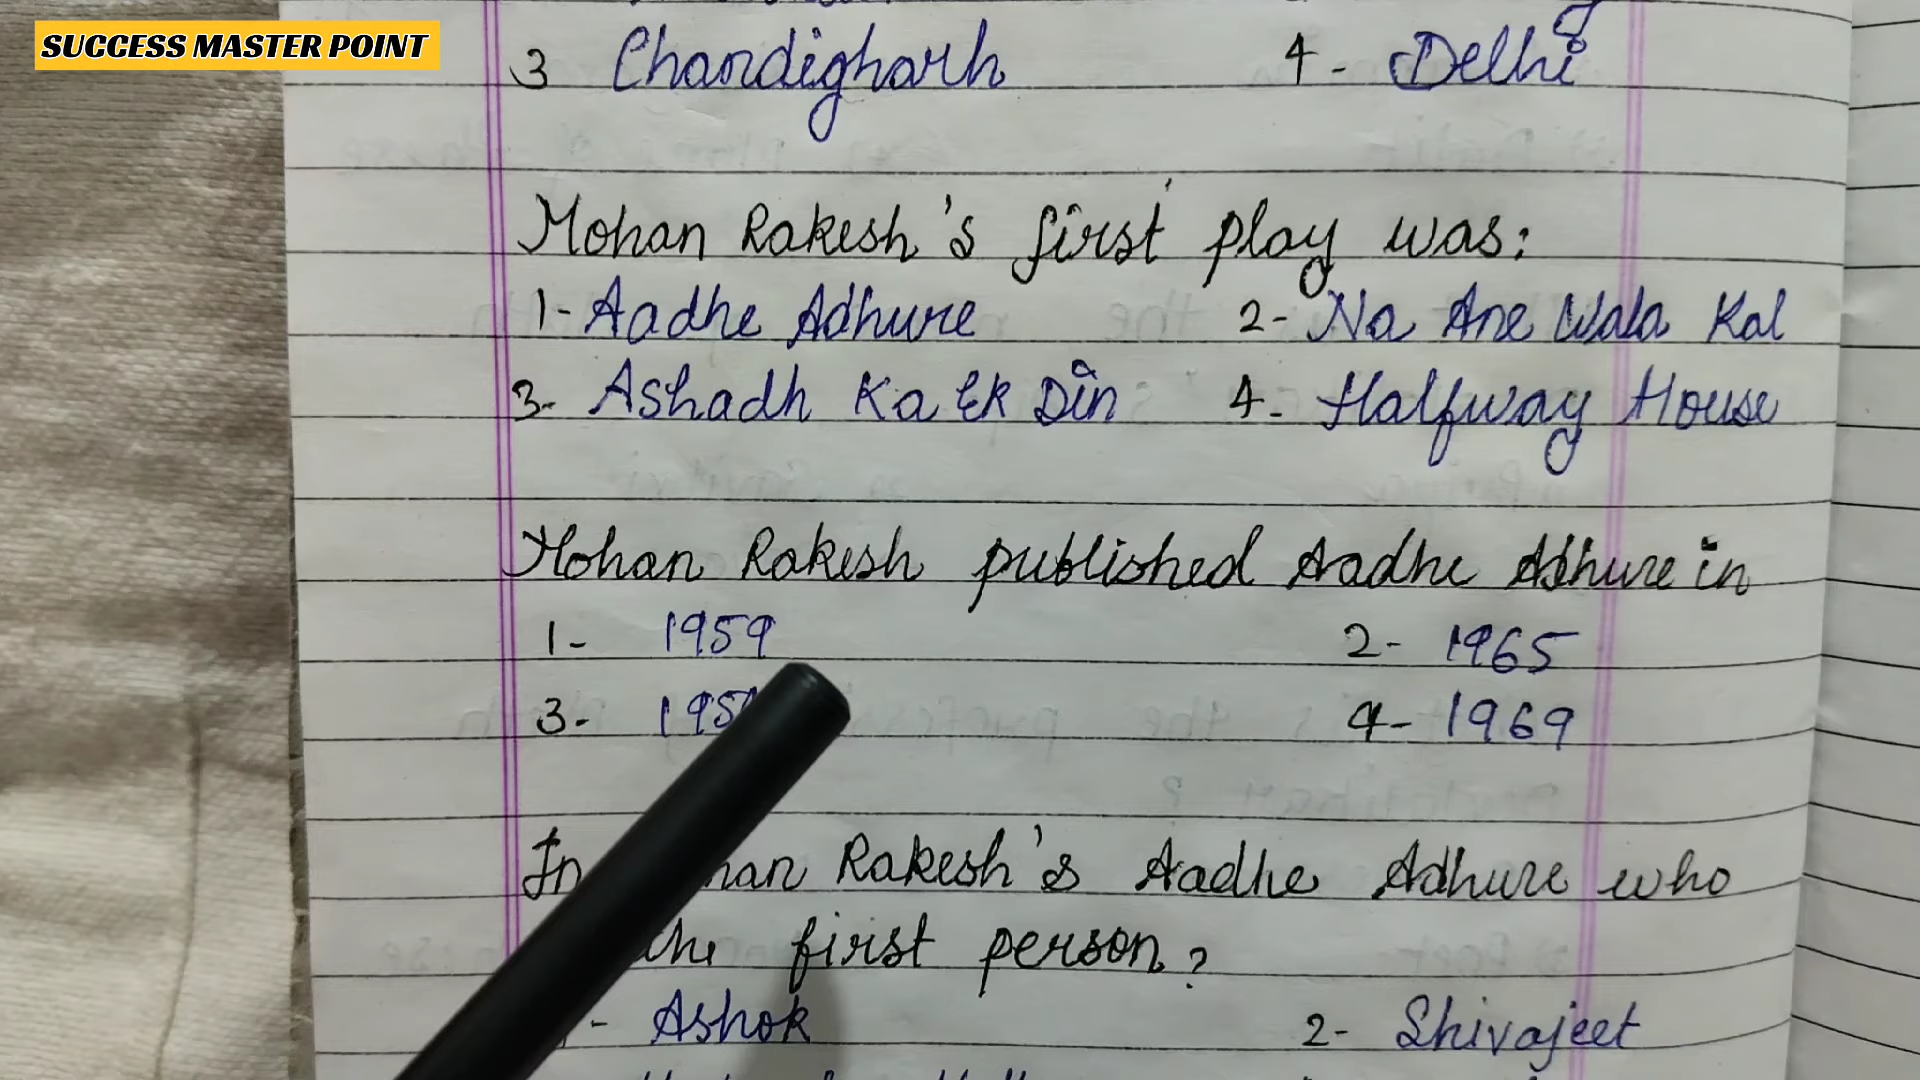 SUCCESS MASTER POINT
3 Chandigharh 4- Delhi
Mohan Rakesh's first play was:
1- Aadhe Adhure 2- Na Ane Wala Kal
3- Ashadh Ka Ek Din 4- Halfway House
Mohan Rakesh published Aadhe Adhure in
1- 1959 2- 1965
3- 4- 1969
In Rakesh's Aadhe Adhure who
the first person?
- Ashok 2- Shivajeet